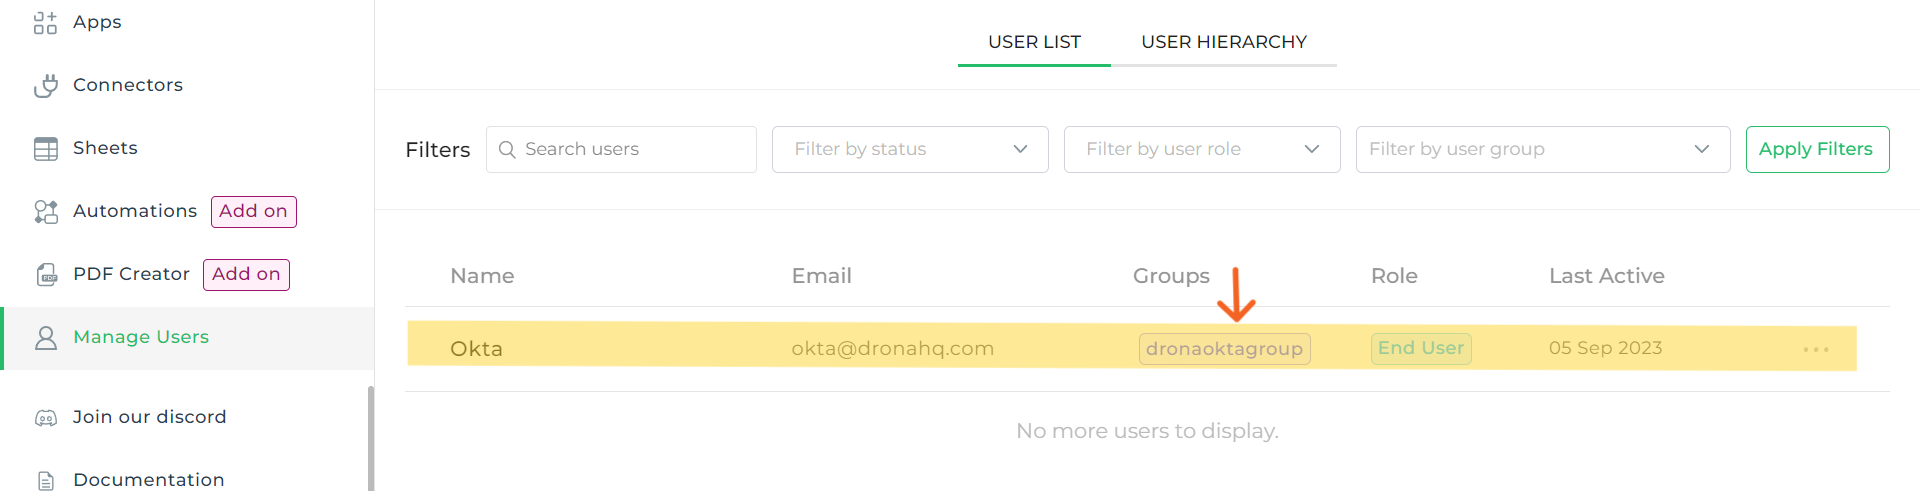 Apps
Connectors
Sheets
Automations Add on
PDF Creator Add on
Manage Users
Join our discord
Documentation
USER LIST USER HIERARCHY
Filters Search users Filter by status Filter by user role Filter by user group Apply Filters
Name Email Groups Role Last Active
Okta okta@dronahq.com dronaoktagroup End User 05 Sep 2023
No more users to display.